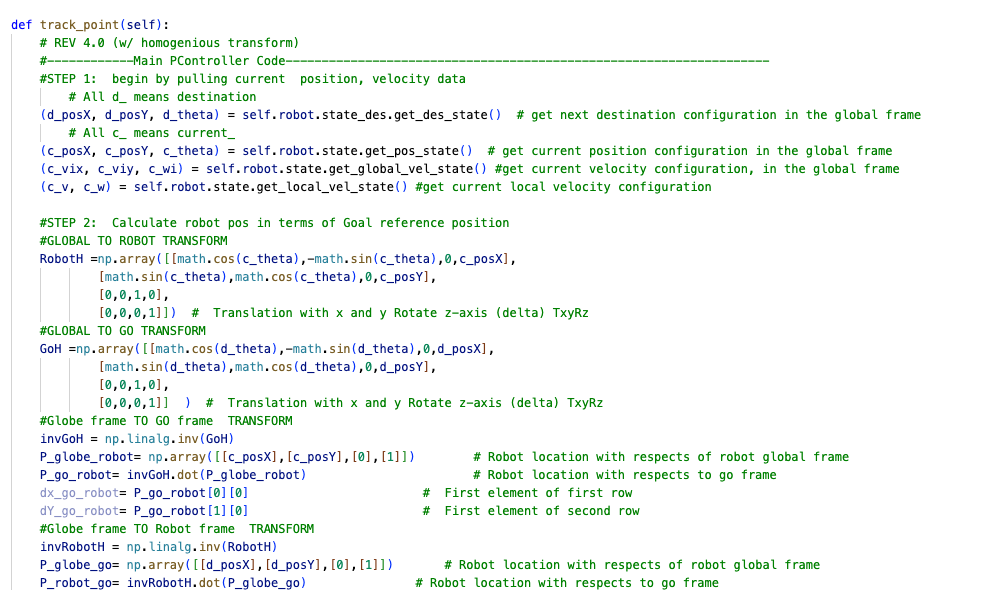 def track_point(self):
# REV 4.0 (w/ homogenious transform)
#------------Main PController Code-------------------------------------------------------------------
#STEP 1:  begin by pulling current  position, velocity data
# All d_ means destination
(d_posX, d_posY, d_theta) = self.robot.state_des.get_des_state()  # get next destination configuration in the global frame
# All c_ means current_
(c_posX, c_posY, c_theta) = self.robot.state.get_pos_state()  # get current position configuration in the global frame
(c_vix, c_viy, c_wi) = self.robot.state.get_global_vel_state() #get current velocity configuration, in the global frame
(c_v, c_w) = self.robot.state.get_local_vel_state() #get current local velocity configuration
#STEP 2:  Calculate robot pos in terms of Goal reference position
#GLOBAL TO ROBOT TRANSFORM
RobotH =np.array([[math.cos(c_theta),-math.sin(c_theta),0,c_posX],
[math.sin(c_theta),math.cos(c_theta),0,c_posY],
[0,0,1,0],
[0,0,0,1]])  #  Translation with x and y Rotate z-axis (delta) TxyRz
#GLOBAL TO GO TRANSFORM
GoH =np.array([[math.cos(d_theta),-math.sin(d_theta),0,d_posX],
[math.sin(d_theta),math.cos(d_theta),0,d_posY],
[0,0,1,0],
[0,0,0,1]]  )  #  Translation with x and y Rotate z-axis (delta) TxyRz
#Globe frame TO GO frame  TRANSFORM
invGoH = np.linalg.inv(GoH)
P_globe_robot= np.array([[c_posX],[c_posY],[0],[1]])        # Robot location with respects of robot global frame
P_go_robot= invGoH.dot(P_globe_robot)                       # Robot location with respects to go frame
dx_go_robot= P_go_robot[0][0]                        #  First element of first row
dY_go_robot= P_go_robot[1][0]                        #  First element of second row
#Globe frame TO Robot frame  TRANSFORM
invRobotH = np.linalg.inv(RobotH)
P_globe_go= np.array([[d_posX],[d_posY],[0],[1]])       # Robot location with respects of robot global frame
P_robot_go= invRobotH.dot(P_globe_go)               # Robot location with respects to go frame